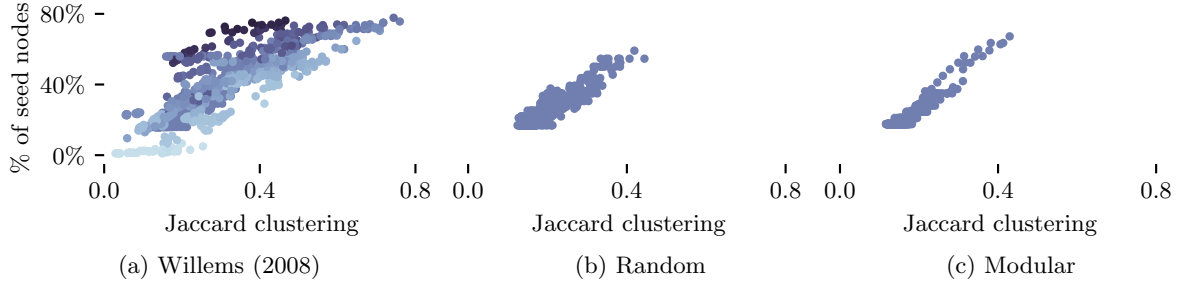 % of seed nodes
80%
40%
0%
0.0 0.4 0.8 0.0 0.4 0.8 0.0 0.4 0.8
Jaccard clustering Jaccard clustering Jaccard clustering
(a) Willems (2008) (b) Random (c) Modular